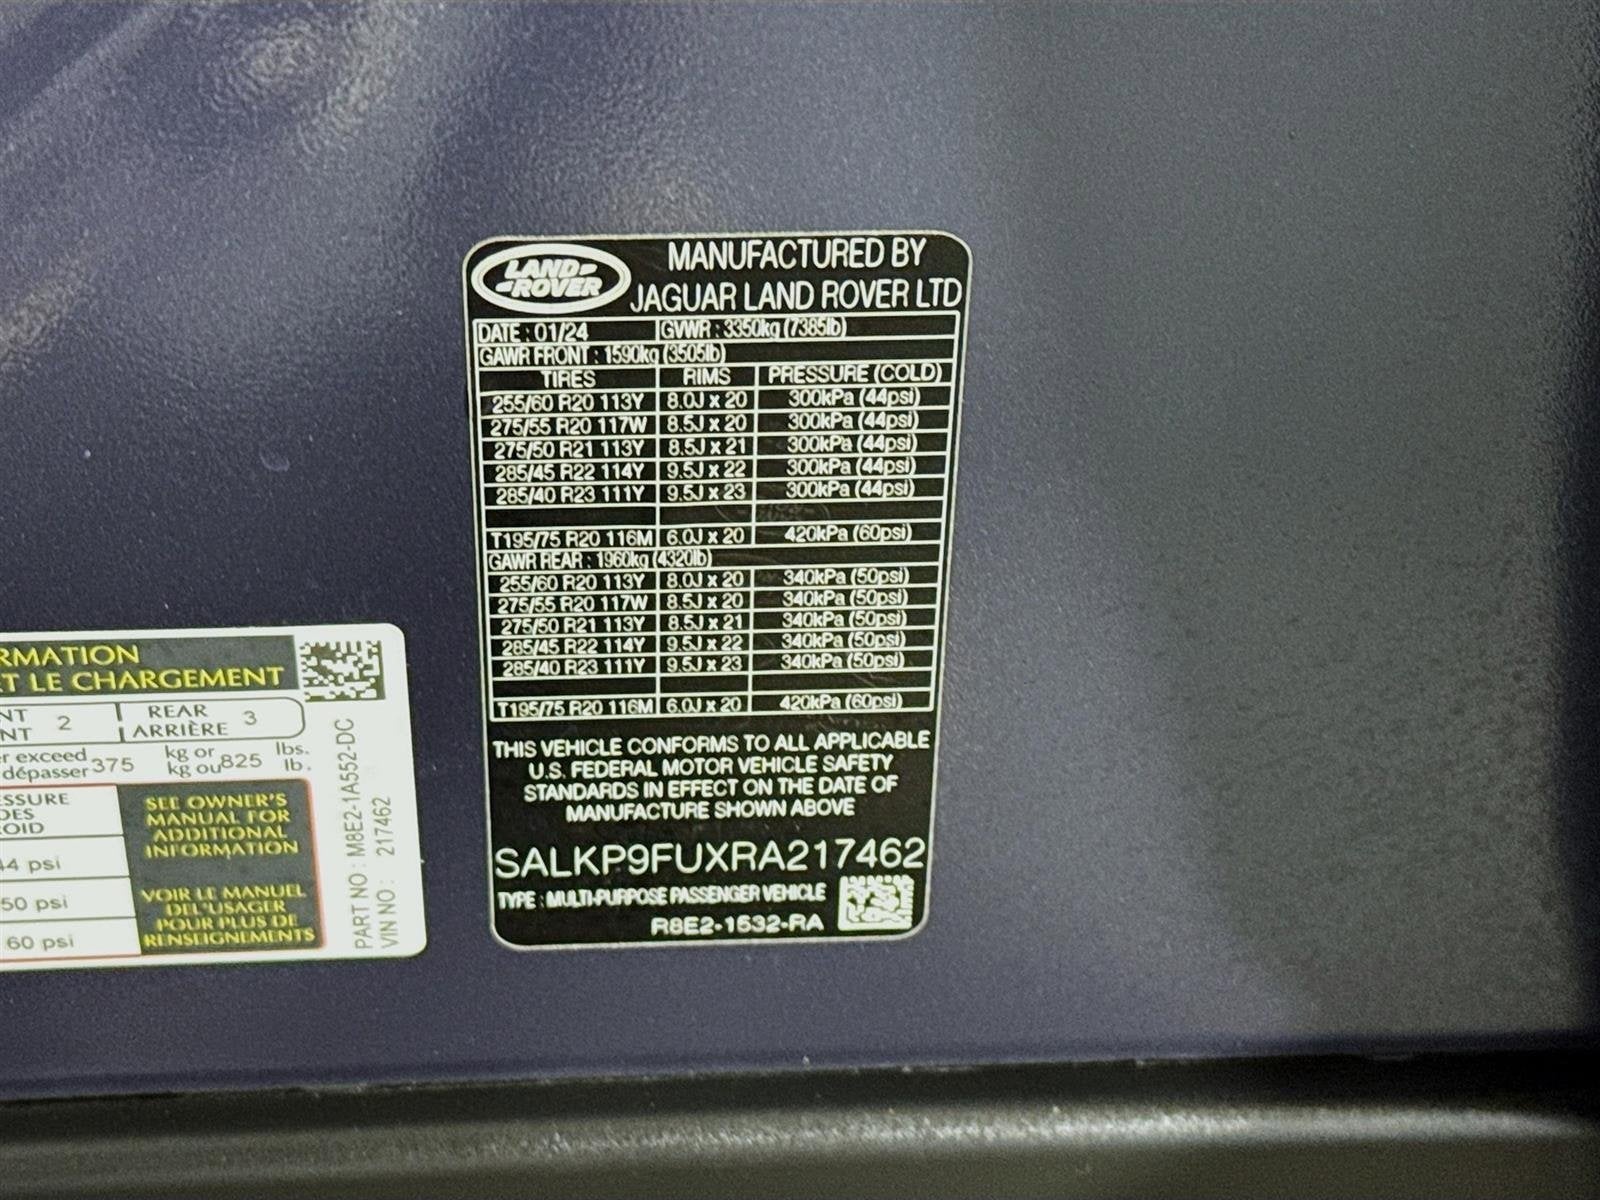 LAND ROVER
MANUFACTURED BY
JAGUAR LAND ROVER LTD
DATE : 01/24 GVWR : 3350kg (7385lb)
GAWR FRONT : 1590kg (3505lb)
TIRES RIMS PRESSURE (COLD)
255/60 R20 113Y 8.0J x 20 300kPa (44psi)
275/55 R20 117W 8.5J x 20 300kPa (44psi)
275/50 R21 113Y 8.5J x 21 300kPa (44psi)
285/45 R22 114Y 9.5J x 22 300kPa (44psi)
285/40 R23 111Y 9.5J x 23 300kPa (44psi)
T195/75 R20 116M 6.0J x 20 420kPa (60psi)
GAWR REAR : 1960kg (4320lb)
255/60 R20 113Y 8.0J x 20 340kPa (50psi)
275/55 R20 117W 8.5J x 20 340kPa (50psi)
275/50 R21 113Y 8.5J x 21 340kPa (50psi)
285/45 R22 114Y 9.5J x 22 340kPa (50psi)
285/40 R23 111Y 9.5J x 23 340kPa (50psi)
T195/75 R20 116M 6.0J x 20 420kPa (60psi)
THIS VEHICLE CONFORMS TO ALL APPLICABLE
U.S. FEDERAL MOTOR VEHICLE SAFETY
STANDARDS IN EFFECT ON THE DATE OF
MANUFACTURE SHOWN ABOVE
SALKP9FUXRA217462
TYPE : MULTI-PURPOSE PASSENGER VEHICLE
R8E2-1532-RA
RMATION
ET LE CHARGEMENT
NT 2 REAR 3
NT ARRIÈRE
r exceed 375 kg or 825 lbs.
dépasser kg ou lb.
ESSURE
DES
ROID
44 psi
50 psi
60 psi
SEE OWNER'S
MANUAL FOR
ADDITIONAL
INFORMATION
VOIR LE MANUEL
DEL'USAGER
POUR PLUS DE
RENSEIGNEMENTS
PART NO : M8E2-1A552-DC
VIN NO : 217462